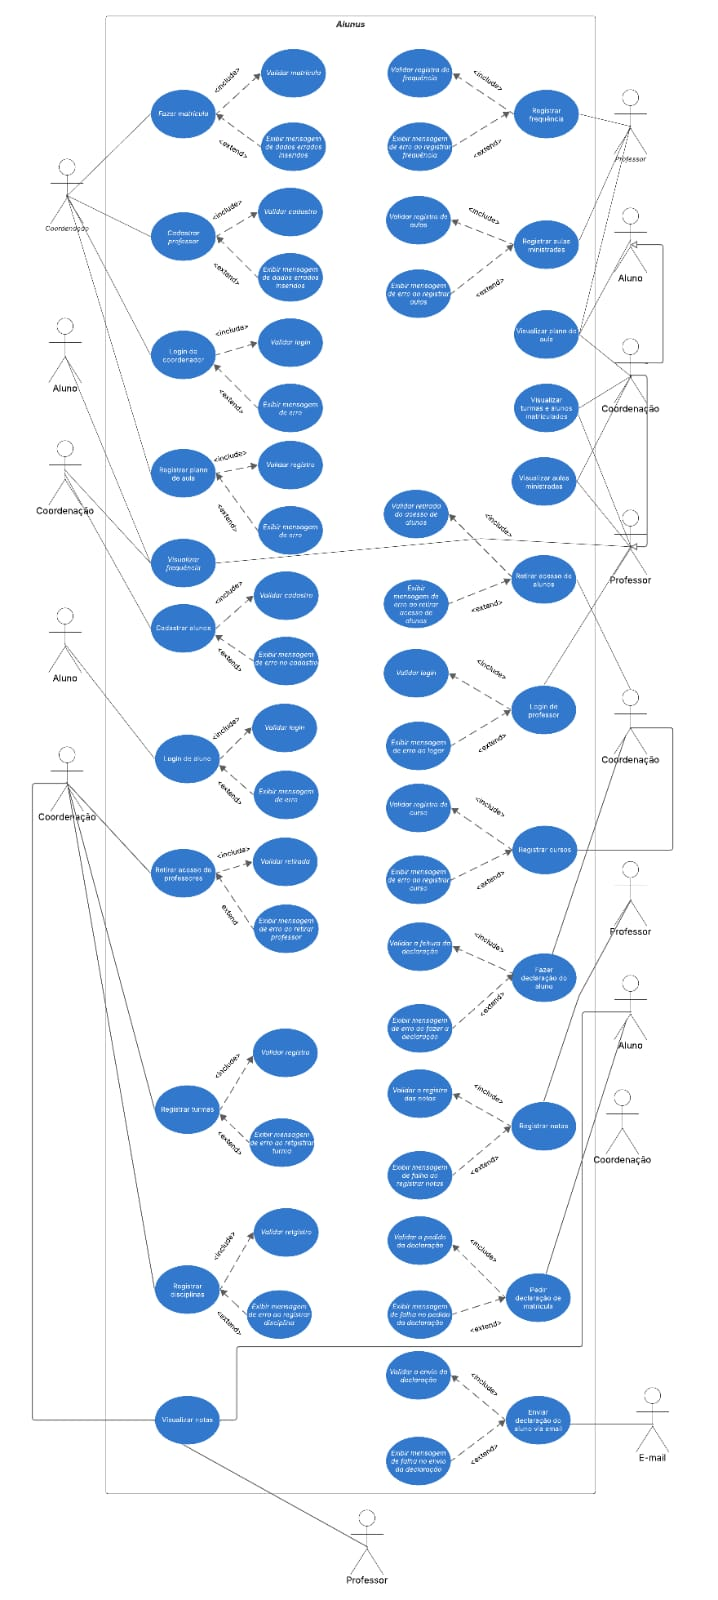 Alunus
Fazer matrícula
<include>
Validar matrícula
<extend>
Exibir mensagem
de dados errados
inseridos
Coordenação
Cadastrar
professor
<include>
Validar cadastro
<extend>
Exibir mensagem
de dados errados
inseridos
Login do
coordenador
<include>
Validar login
<extend>
Exibir mensagem
de erro
Aluno
Registrar plano
de aula
<include>
Validar registro
<extend>
Exibir mensagem
de erro
Coordenação
Visualizar
frequência
Cadastrar alunos
<include>
Validar cadastro
<extend>
Exibir mensagem
de erro no cadastro
Aluno
Login de aluno
<include>
Validar login
<extend>
Exibir mensagem
de erro
Coordenação
Retirar acesso de
professores
<include>
Validar retirada
extend
Exibir mensagem
de erro ao retirar
professor
Registrar turmas
<include>
Validar registro
<extend>
Exibir mensagem
de erro ao retgistrar
turma
Registrar
disciplinas
<include>
Validar retgistro
<extend>
Exibir mensagem
de erro ao registrar
disciplina
Visualizar notas
Validar registro de
frequência
<include>
Registrar
frequência
Exibir mensagem
de erro ao registrar
frequência
<extend>
Professor
Validar registro de
aulas
<include>
Registrar aulas
ministradas
Exibir mensagem
de erro ao registrar
aulas
<extend>
Aluno
Visualizar plano de
aula
Visualizar
turmas e alunos
matriculados
Coordenação
Visualizar aulas
ministradas
Validar retirada
do acesso de
alunos
<include>
Retirar acesso de
alunos
Exibir
mensagem de
erro ao retirar
acesso de
alunos
<extend>
Professor
Validar login
<include>
Login de
professor
Exibir mensagem
de erro ao logar
<extend>
Coordenação
Validar registro de
curso
<include>
Registrar cursos
Exibir mensagem
de erro ao registrar
curso
<extend>
Professor
Validar a feitura da
declaração
<include>
Fazer
declaração do
aluno
Exibir mensagem
de erro ao fazer a
declaração
<extend>
Aluno
Validar o registro
das notas
<include>
Registrar notas
Exibir mensagem
de falha ao
registrar notas
<extend>
Coordenação
Validar o pedido
da declaração
<include>
Pedir
declaração de
matrícula
Exibir mensagem
de falha no pedido
da declaração
<extend>
Validar o envio da
declaração
<include>
Enviar
declaração do
aluno via email
Exibir mensagem
de falha no envio
da declaração
<extend>
E-mail
Professor